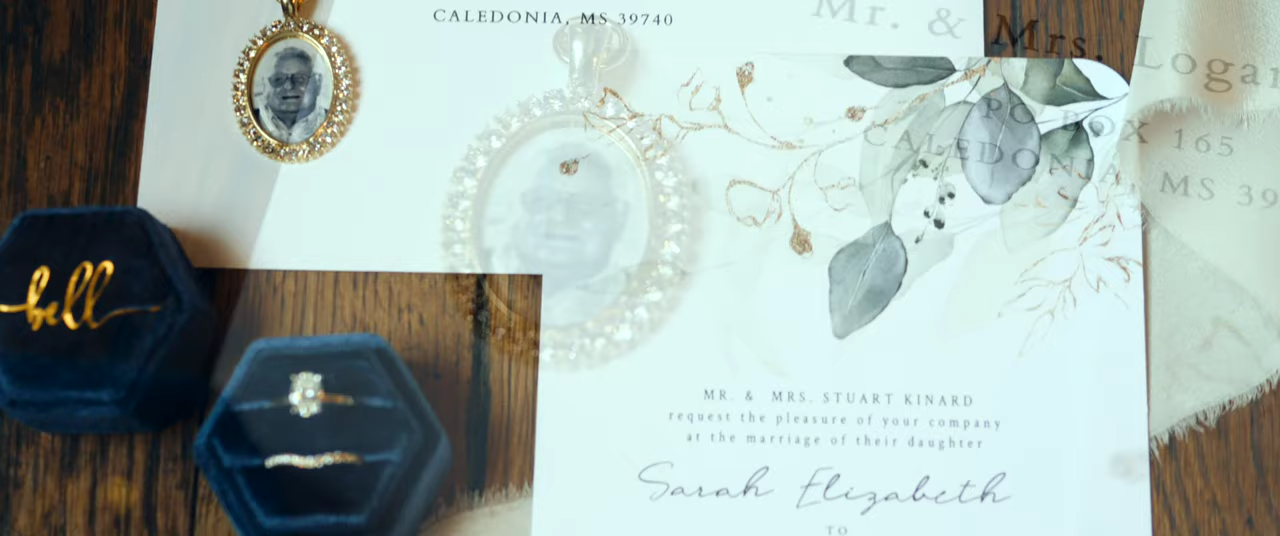 CALEDONIA, MS 39740
Mr. &
Mrs. Logan
PO BOX 165
CALEDONIA, MS 39
bell
MR. & MRS. STUART KINARD
request the pleasure of your company
at the marriage of their daughter
Sarah Elizabeth
TO